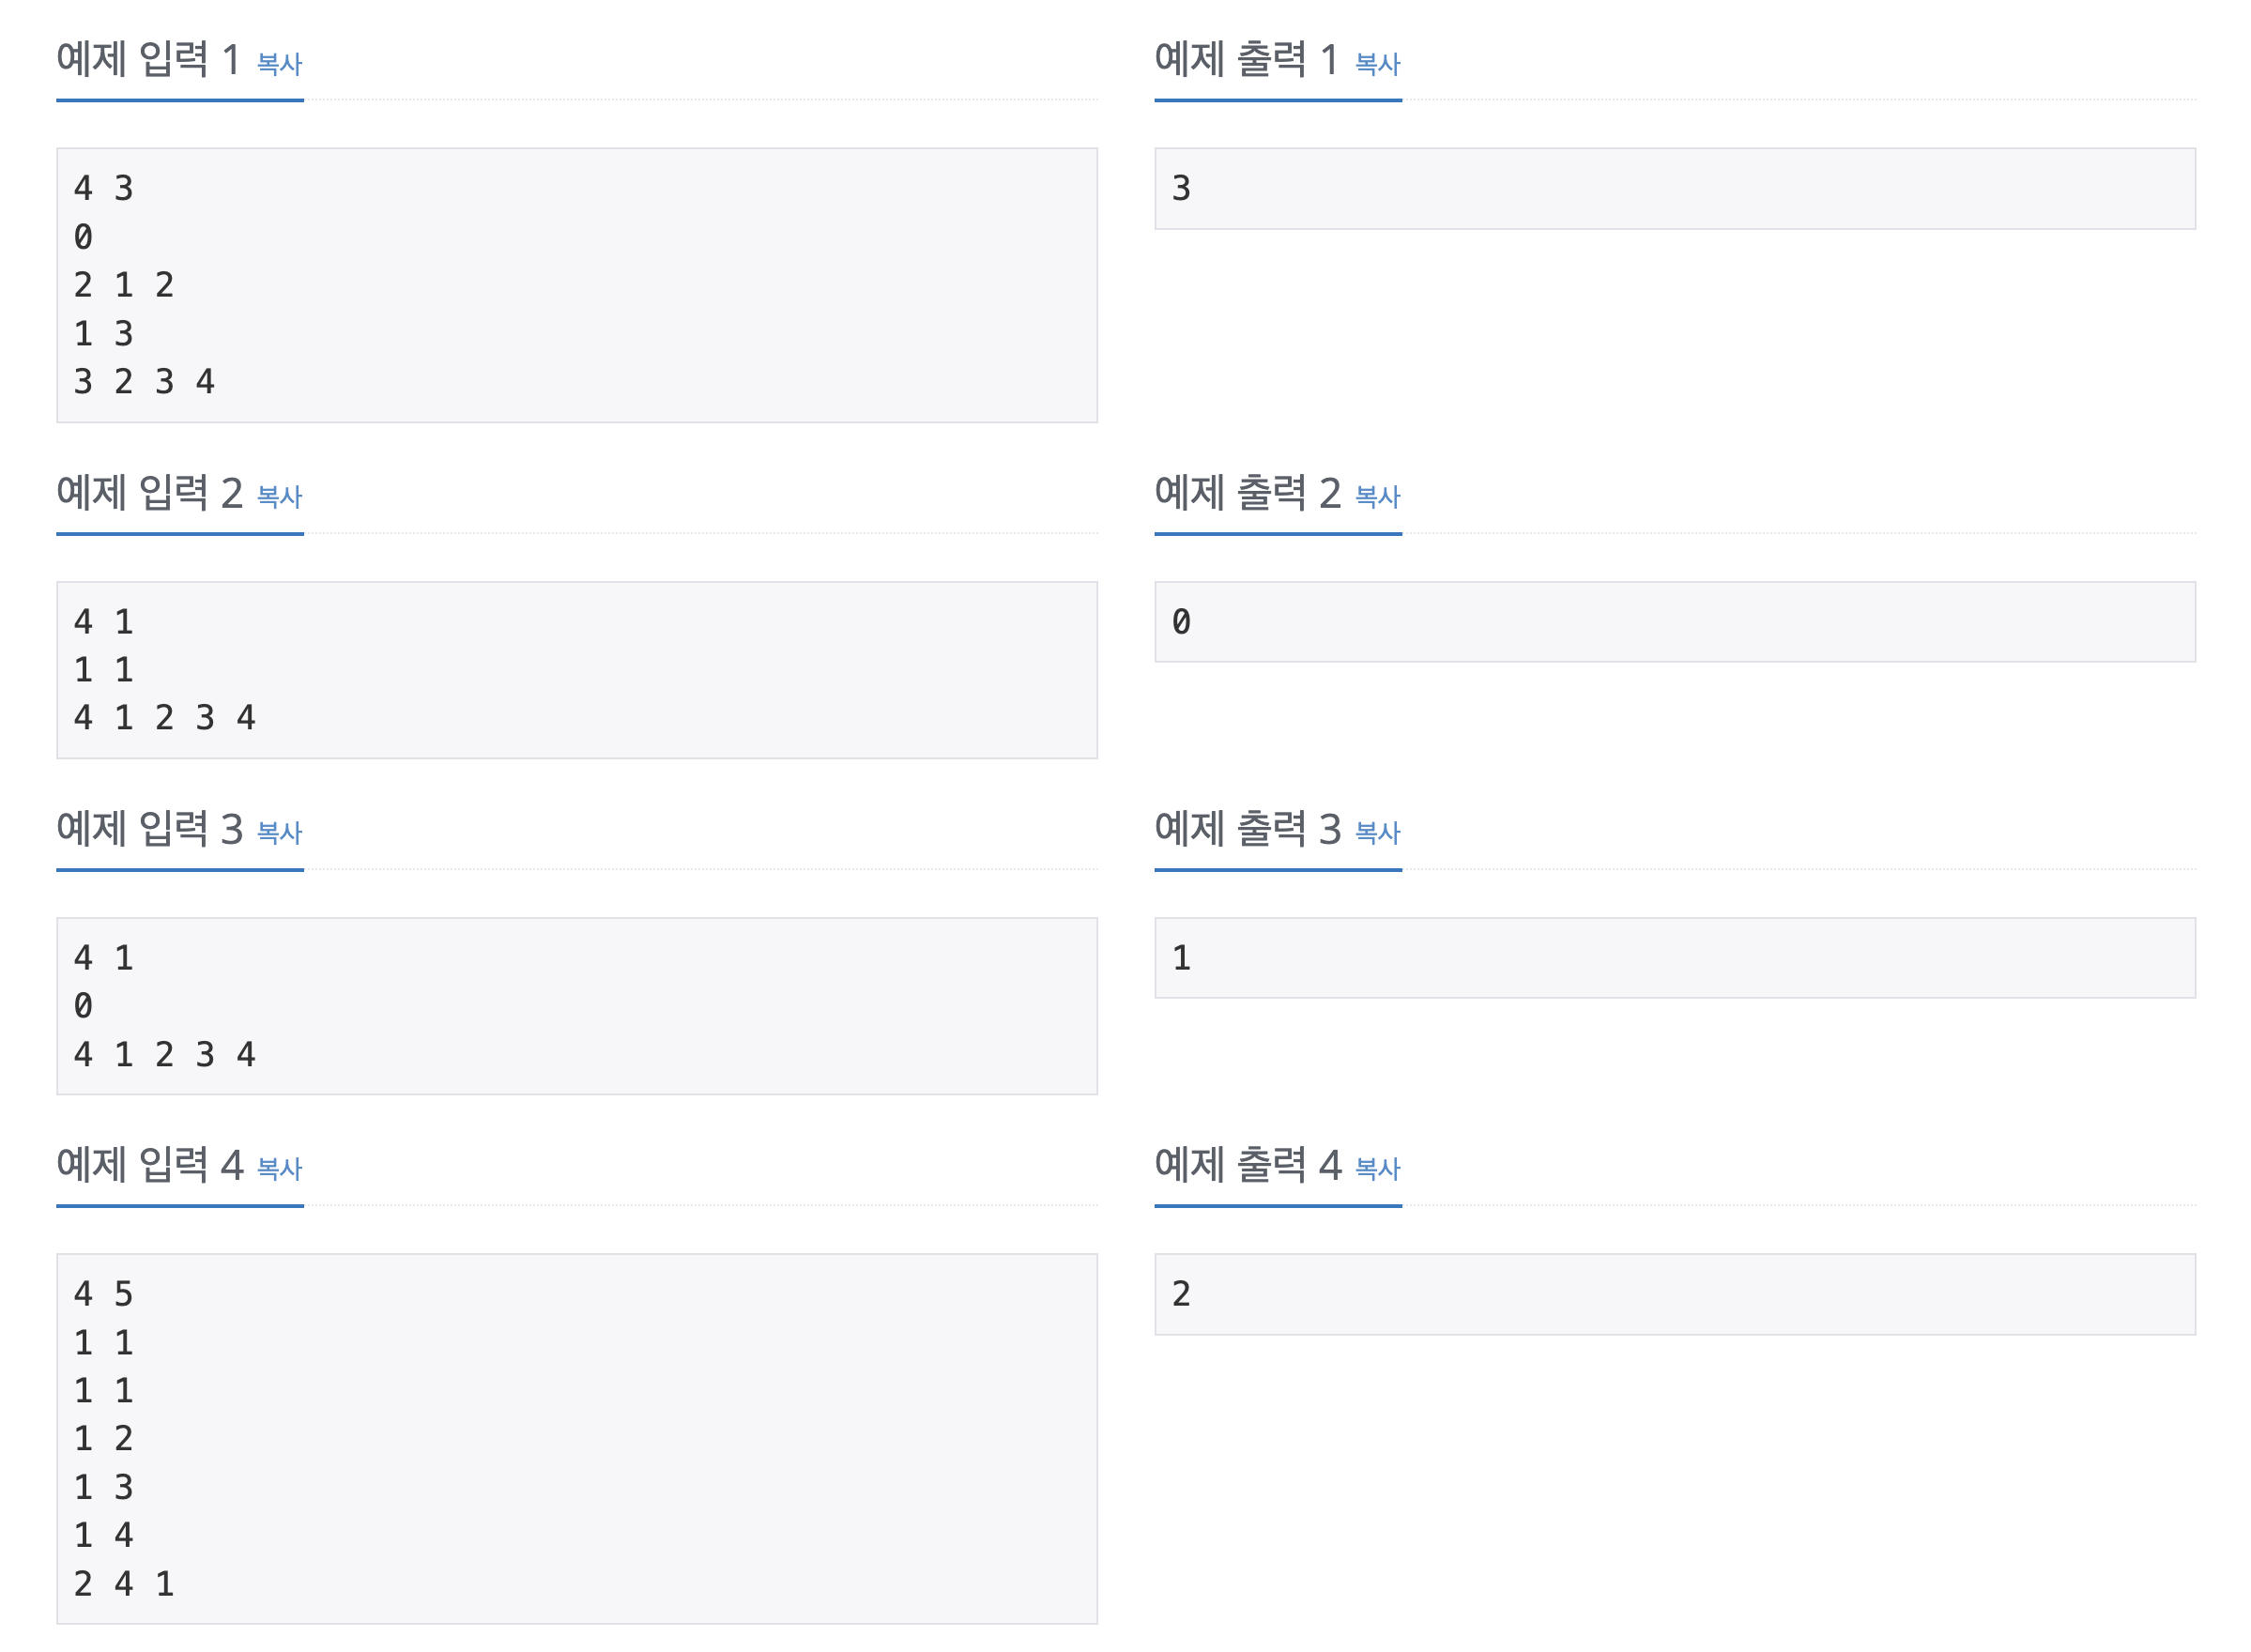 예제 입력 1 복사
4 3
0
2 1 2
1 3
3 2 3 4
예제 출력 1 복사
3
예제 입력 2 복사
4 1
1 1
4 1 2 3 4
예제 출력 2 복사
0
예제 입력 3 복사
4 1
0
4 1 2 3 4
예제 출력 3 복사
1
예제 입력 4 복사
4 5
1 1
1 1
1 2
1 3
1 4
2 4 1
예제 출력 4 복사
2